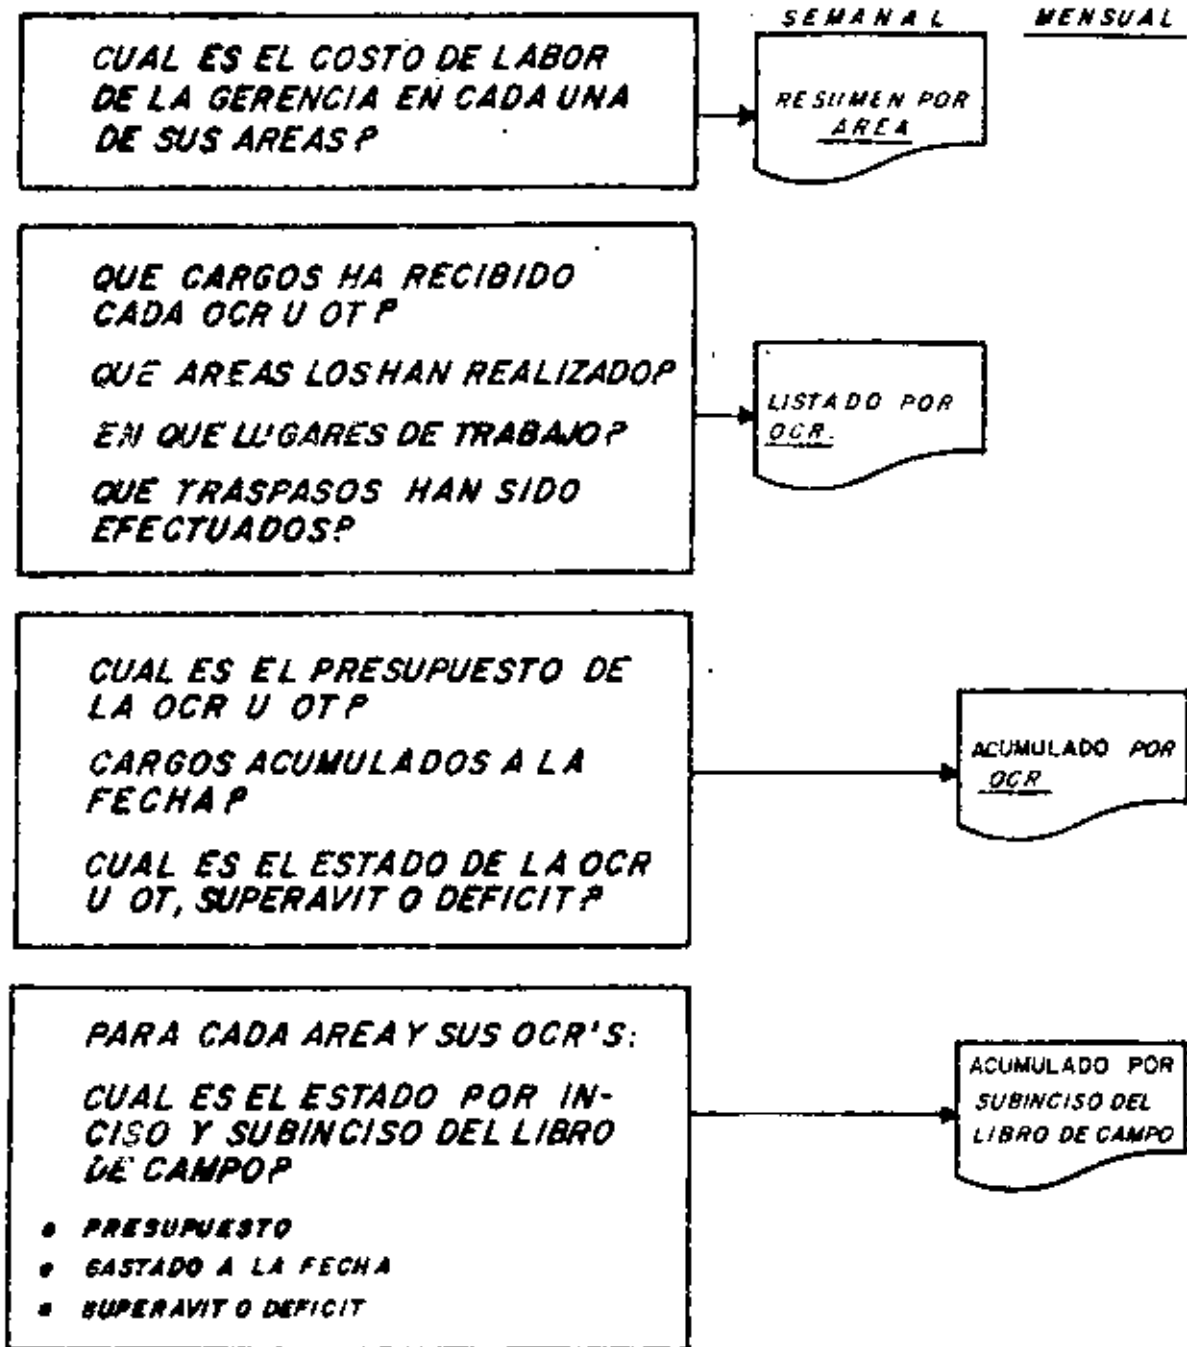 SEMANAL MENSUAL
CUAL ES EL COSTO DE LABOR
DE LA GERENCIA EN CADA UNA
DE SUS AREAS?
RESUMEN POR
AREA
QUE CARGOS HA RECIBIDO
CADA OCR U OT?
QUE AREAS LOS HAN REALIZADO?
EN QUE LUGARES DE TRABAJO?
QUE TRASPASOS HAN SIDO
EFECTUADOS?
LISTADO POR
OCR.
CUAL ES EL PRESUPUESTO DE
LA OCR U OT?
CARGOS ACUMULADOS A LA
FECHA?
CUAL ES EL ESTADO DE LA OCR
U OT, SUPERAVIT O DEFICIT?
ACUMULADO POR
OCR
PARA CADA AREA Y SUS OCR'S:
CUAL ES EL ESTADO POR IN-
CISO Y SUBINCISO DEL LIBRO
DE CAMPO?
• PRESUPUESTO
• GASTADO A LA FECHA
• SUPERAVIT O DEFICIT
ACUMULADO POR
SUBINCISO DEL
LIBRO DE CAMPO